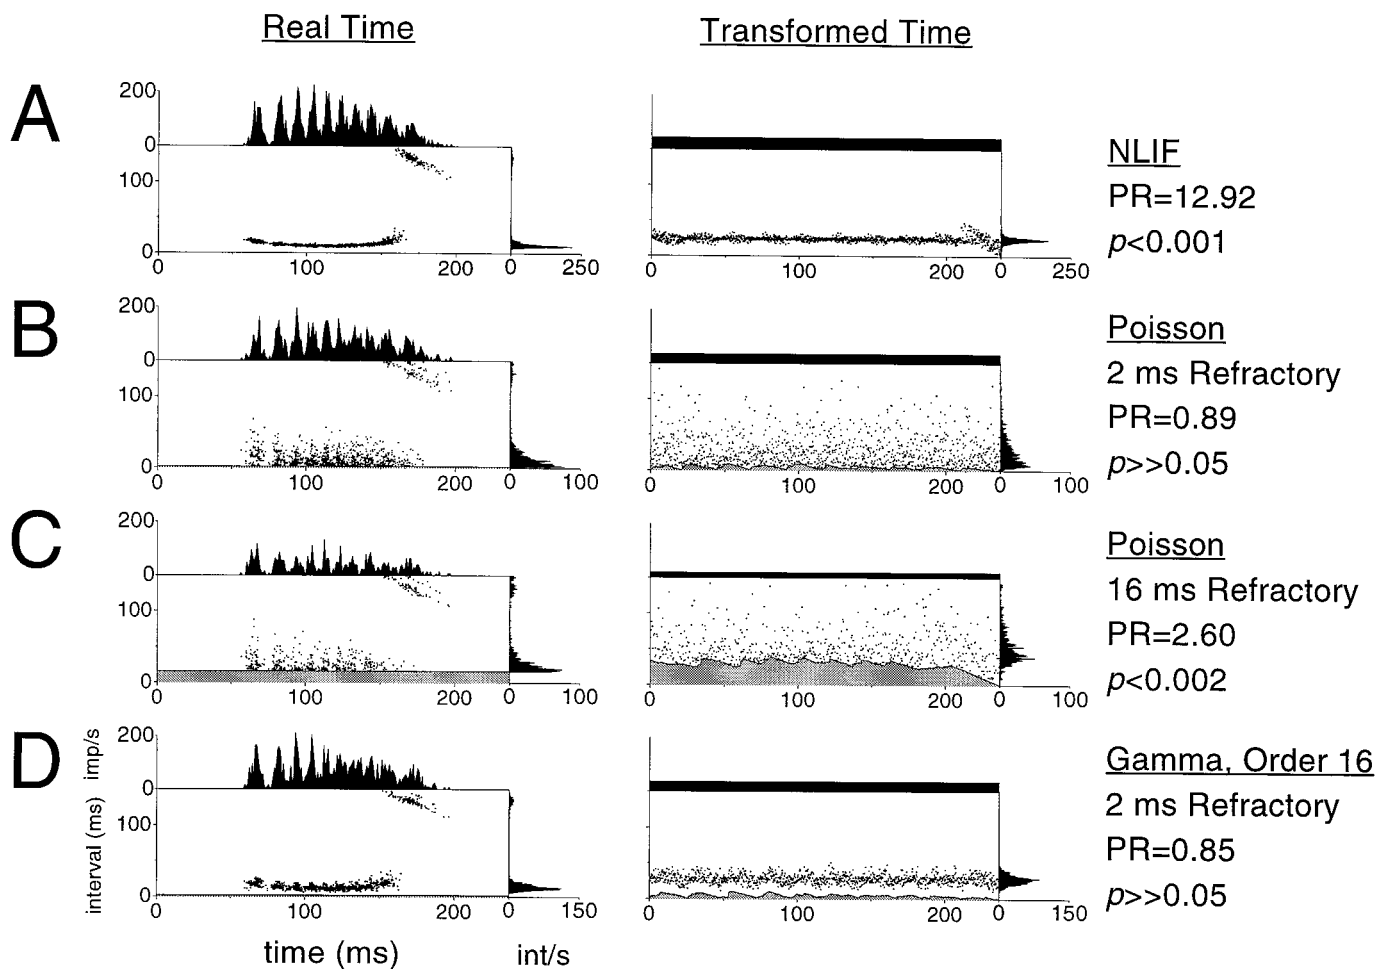 Real Time
Transformed Time
A
200
0
100
0
0
100
200
0
250
0
100
200
0
250
NLIF
PR=12.92
p<0.001
B
200
0
100
0
0
100
200
0
100
0
100
200
0
100
Poisson
2 ms Refractory
PR=0.89
p>>0.05
C
200
0
100
0
0
100
200
0
100
0
100
200
0
100
Poisson
16 ms Refractory
PR=2.60
p<0.002
D
imp/s
200
0
interval (ms)
100
0
0
100
200
0
150
0
100
200
0
150
Gamma, Order 16
2 ms Refractory
PR=0.85
p>>0.05
time (ms)
int/s